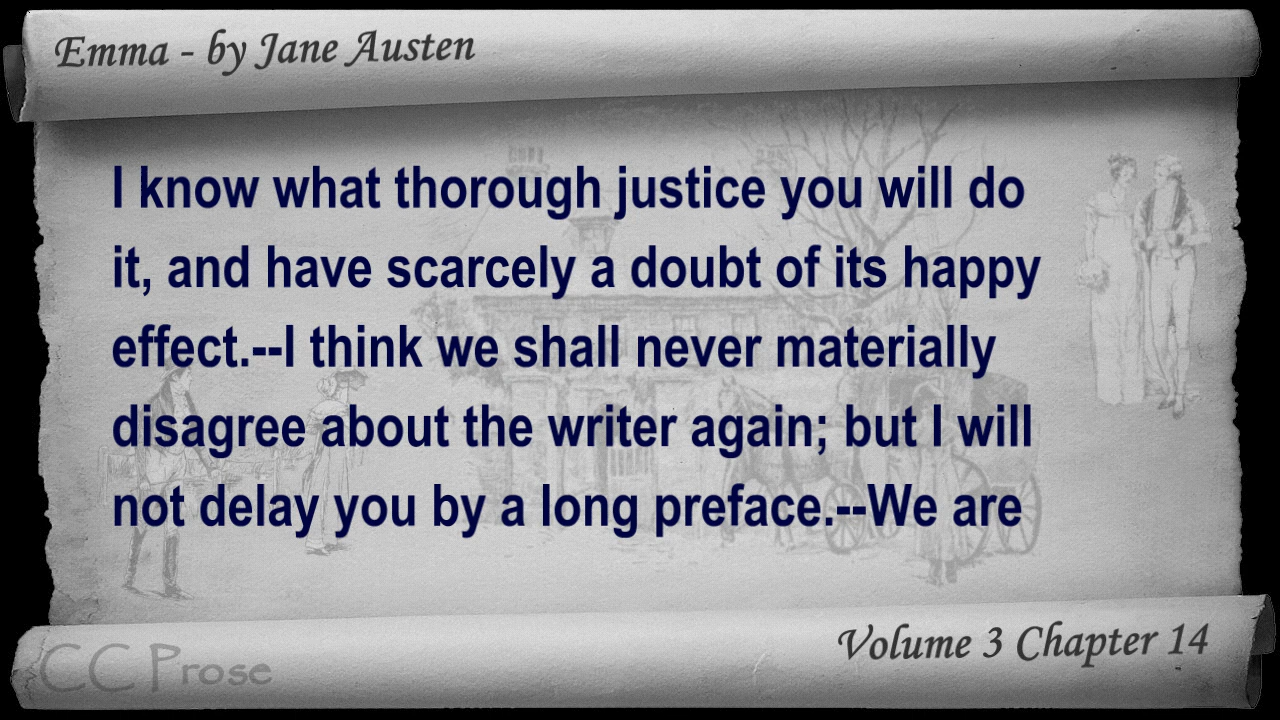 Emma - by Jane Austen
I know what thorough justice you will do
it, and have scarcely a doubt of its happy
effect.--I think we shall never materially
disagree about the writer again; but I will
not delay you by a long preface.--We are
Volume 3 Chapter 14
CC Prose